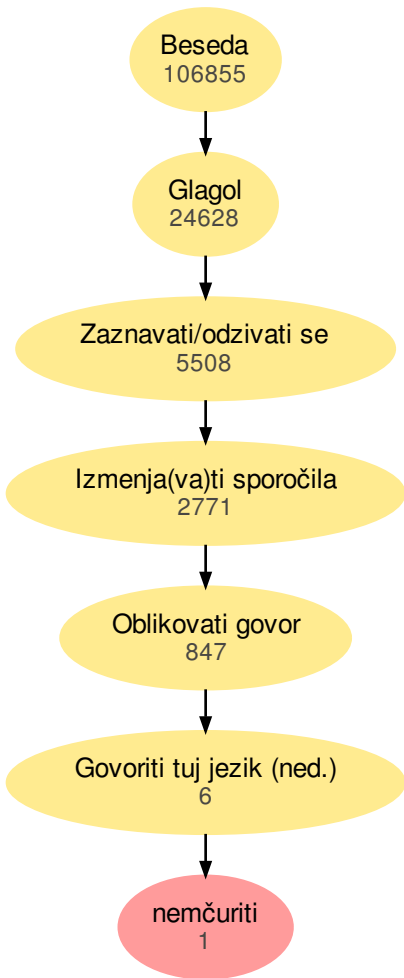 Beseda
106855
Glagol
24628
Zaznavati/odzivati se
5508
Izmenja(va)ti sporočila
2771
Oblikovati govor
847
Govoriti tuj jezik (ned.)
6
nemčuriti
1